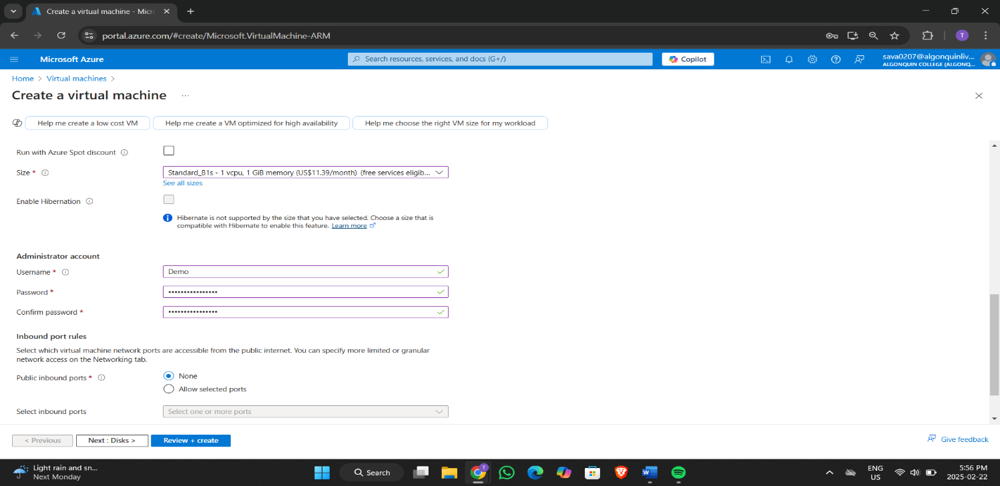 Create a virtual machine - Micr
portal.azure.com/#create/Microsoft.VirtualMachine-ARM
T
Microsoft Azure
Search resources, services, and docs (G+/)
Copilot
sava0207@algonquinliv...
ALGONQUIN COLLEGE (ALGONQ...
Home > Virtual machines >
Create a virtual machine ...
Help me create a low cost VM
Help me create a VM optimized for high availability
Help me choose the right VM size for my workload
Run with Azure Spot discount
Size *
Standard_B1s - 1 vcpu, 1 GiB memory (US$11.39/month) (free services eligib...
See all sizes
Enable Hibernation
Hibernate is not supported by the size that you have selected. Choose a size that is
compatible with Hibernate to enable this feature. Learn more
Administrator account
Username *
Demo
Password *
••••••••••••••••
Confirm password *
••••••••••••••••
Inbound port rules
Select which virtual machine network ports are accessible from the public internet. You can specify more limited or granular
network access on the Networking tab.
Public inbound ports *
None
Allow selected ports
Select inbound ports
Select one or more ports
< Previous
Next : Disks >
Review + create
Give feedback
Light rain and sn...
Next Monday
Search
T
ENG
US
5:56 PM
2025-02-22